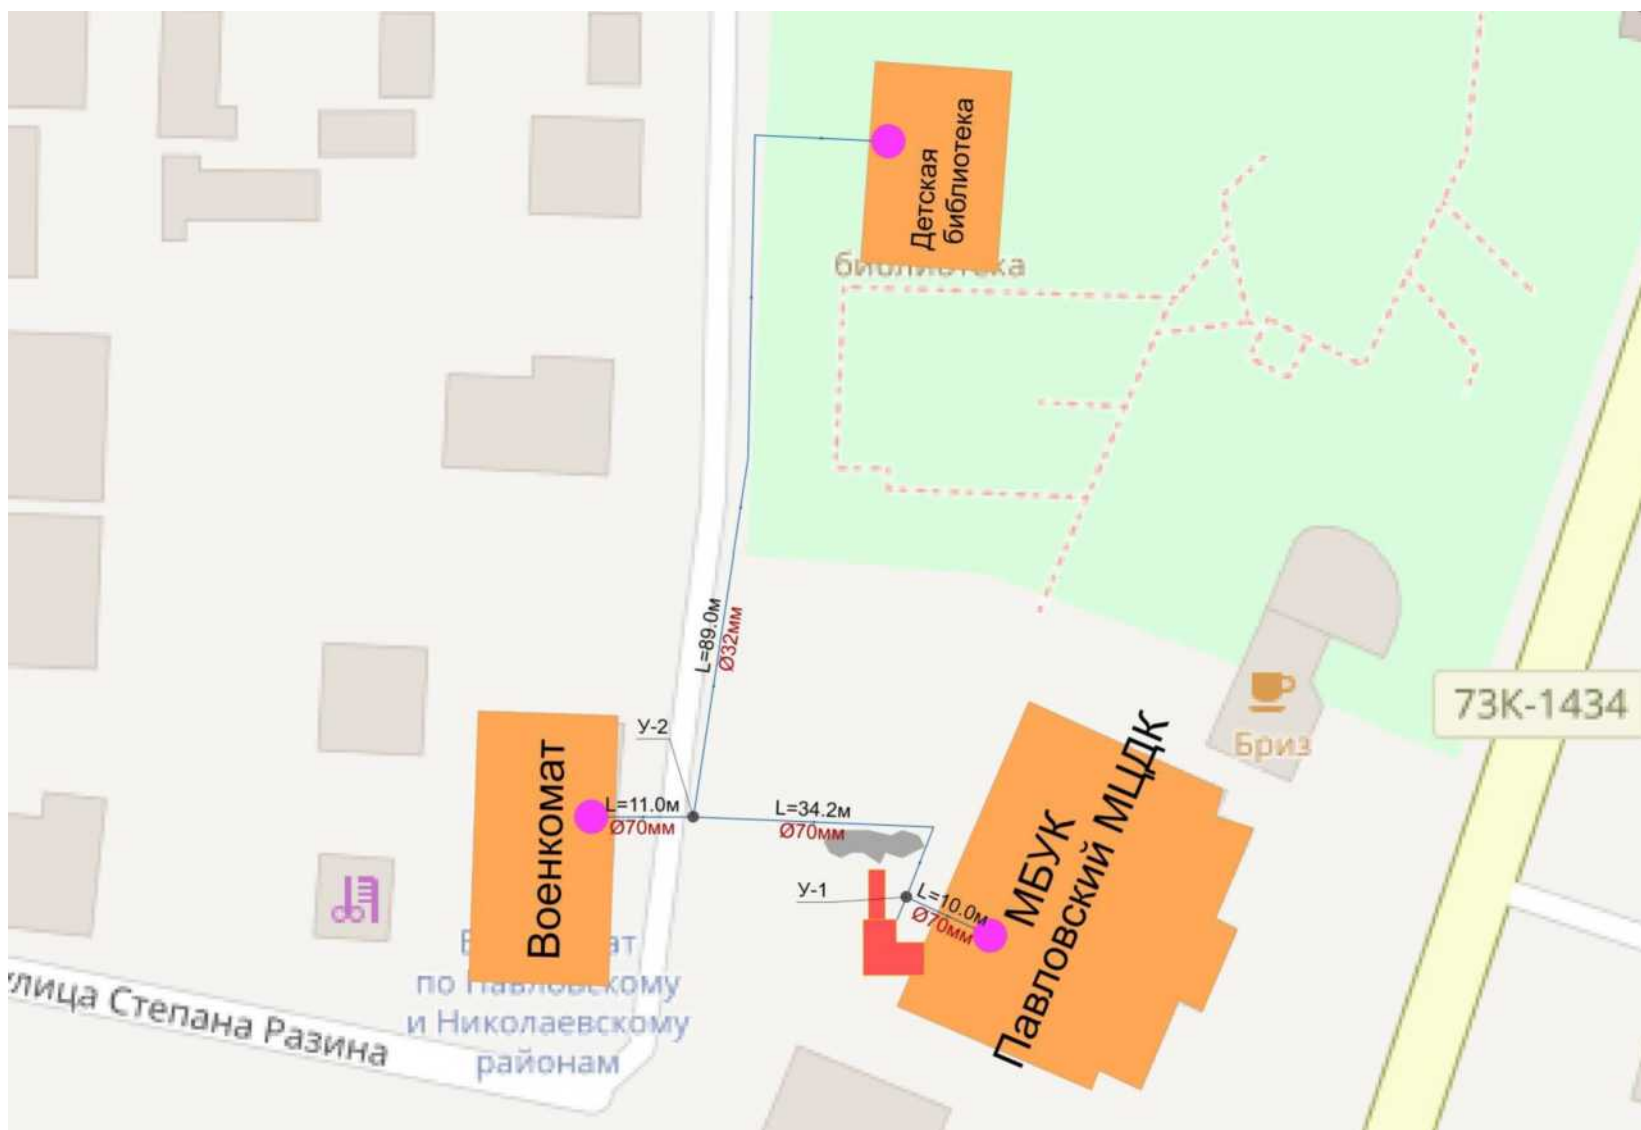 Детская
библиотека
библиотека
L=89.0м
Ø32мм
73К-1434
Бриз
У-2
Военкомат
L=11.0м
Ø70мм
L=34.2м
Ø70мм
У-1
L=10.0м
Ø70мм
МБУК
Павловский МЦДК
по Павловскому
и Николаевскому
районам
улица Степана Разина